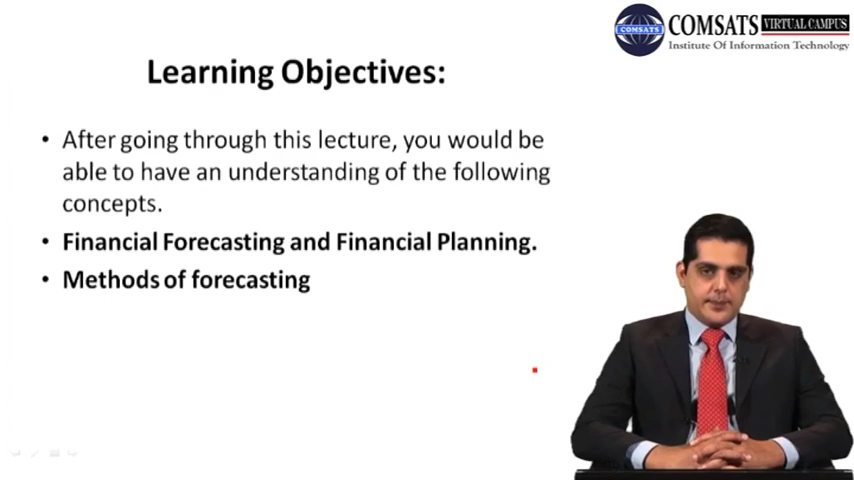 COMSATS VIRTUAL CAMPUS
COMSATS
Institute Of Information Technology
Learning Objectives:
• After going through this lecture, you would be
able to have an understanding of the following
concepts.
• Financial Forecasting and Financial Planning.
• Methods of forecasting